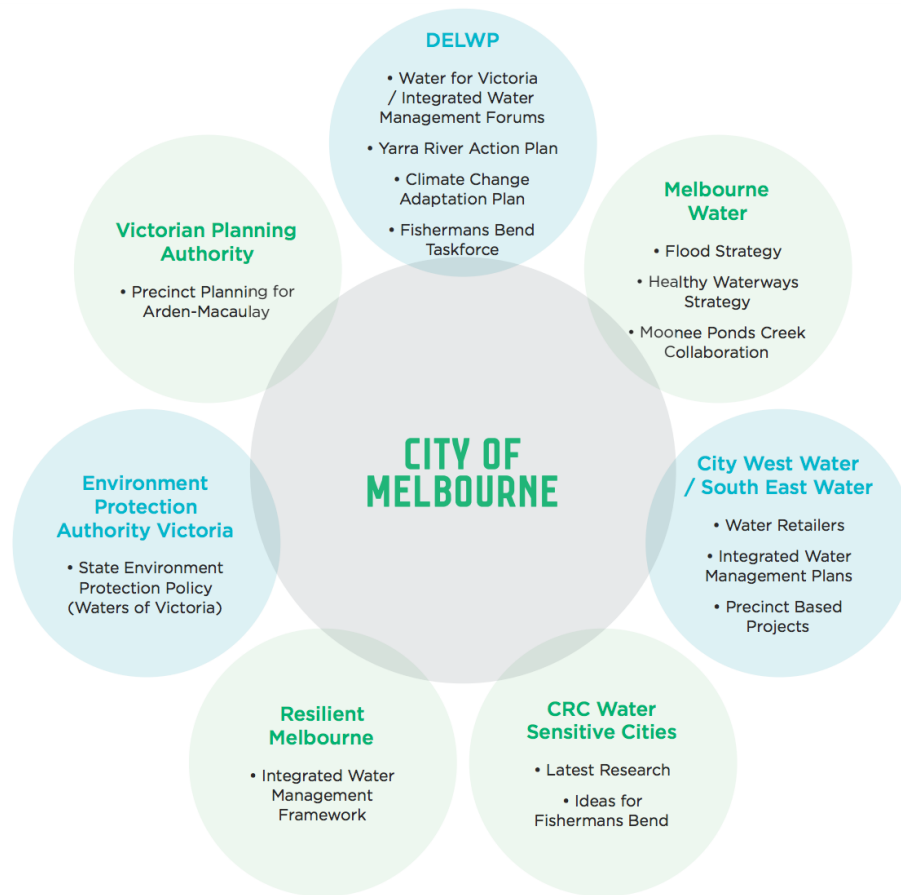 DELWP
• Water for Victoria
/ Integrated Water
Management Forums
• Yarra River Action Plan
• Climate Change
Adaptation Plan
• Fishermans Bend
Taskforce
Melbourne
Water
• Flood Strategy
• Healthy Waterways
Strategy
• Moonee Ponds Creek
Collaboration
Victorian Planning
Authority
• Precinct Planning for
Arden-Macaulay
CITY OF
MELBOURNE
City West Water
/ South East Water
• Water Retailers
• Integrated Water
Management Plans
• Precinct Based
Projects
Environment
Protection
Authority Victoria
• State Environment
Protection Policy
(Waters of Victoria)
Resilient
Melbourne
• Integrated Water
Management
Framework
CRC Water
Sensitive Cities
• Latest Research
• Ideas for
Fishermans Bend